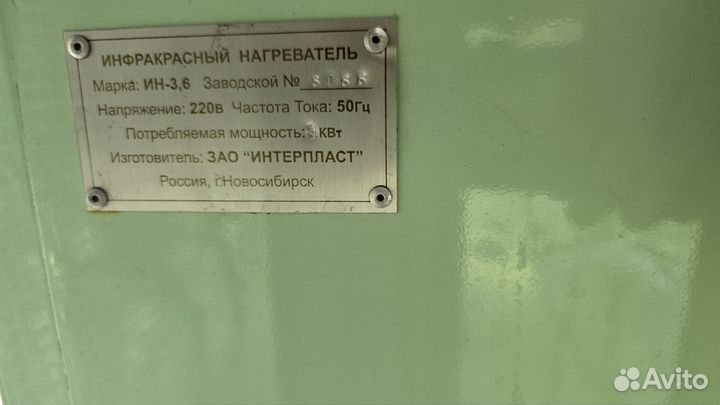 ИНФРАКРАСНЫЙ НАГРЕВАТЕЛЬ
Марка: ИН-3,6 Заводской №
Напряжение: 220В Частота Тока: 50Гц
Потребляемая мощность: КВт
Изготовитель: ЗАО "ИНТЕРПЛАСТ"
Россия, г.Новосибирск
Avito